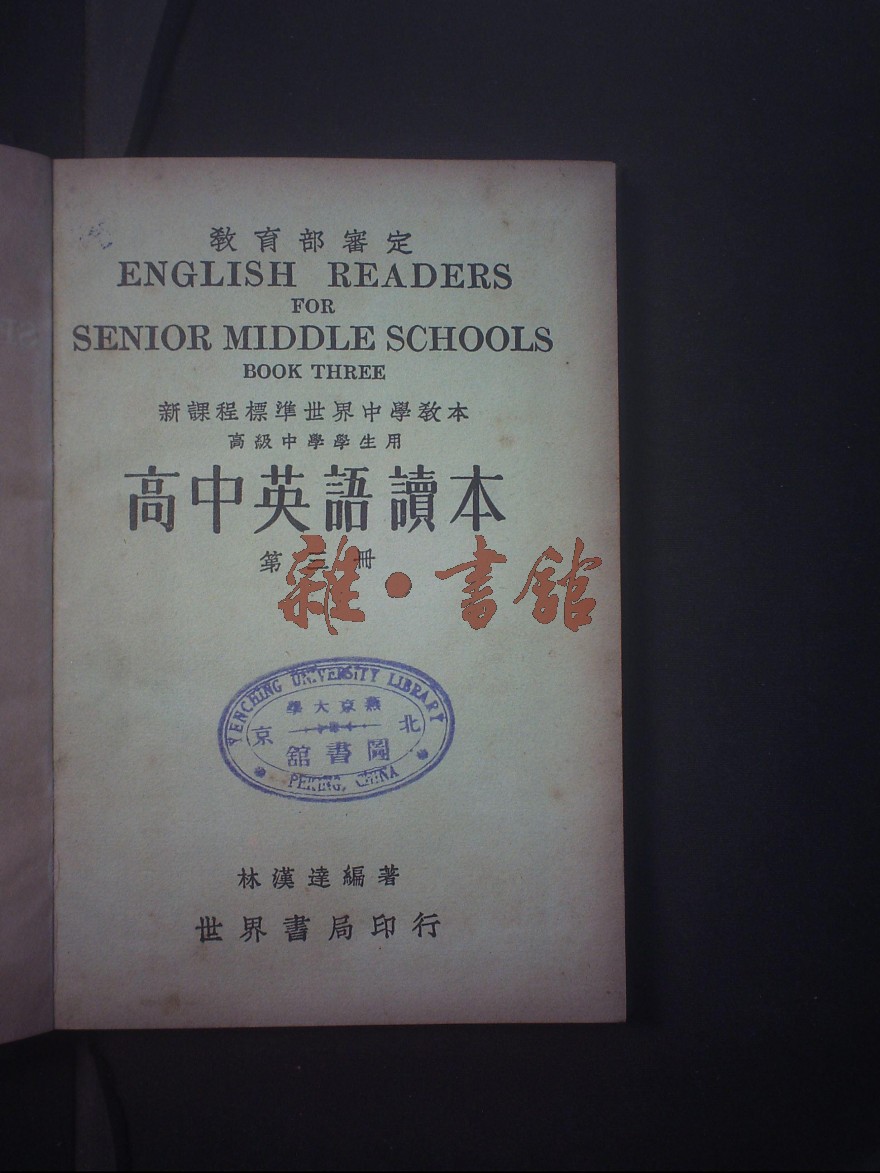 教育部審定
ENGLISH READERS
FOR
SENIOR MIDDLE SCHOOLS
BOOK THREE
新課程標準世界中學教本
高級中學學生用
高中英語讀本
第三冊
雜·書館
YENCHING UNIVERSITY LIBRARY
學大京燕
京北
館書圖
PEKING, CHINA
林漢達編著
世界書局印行